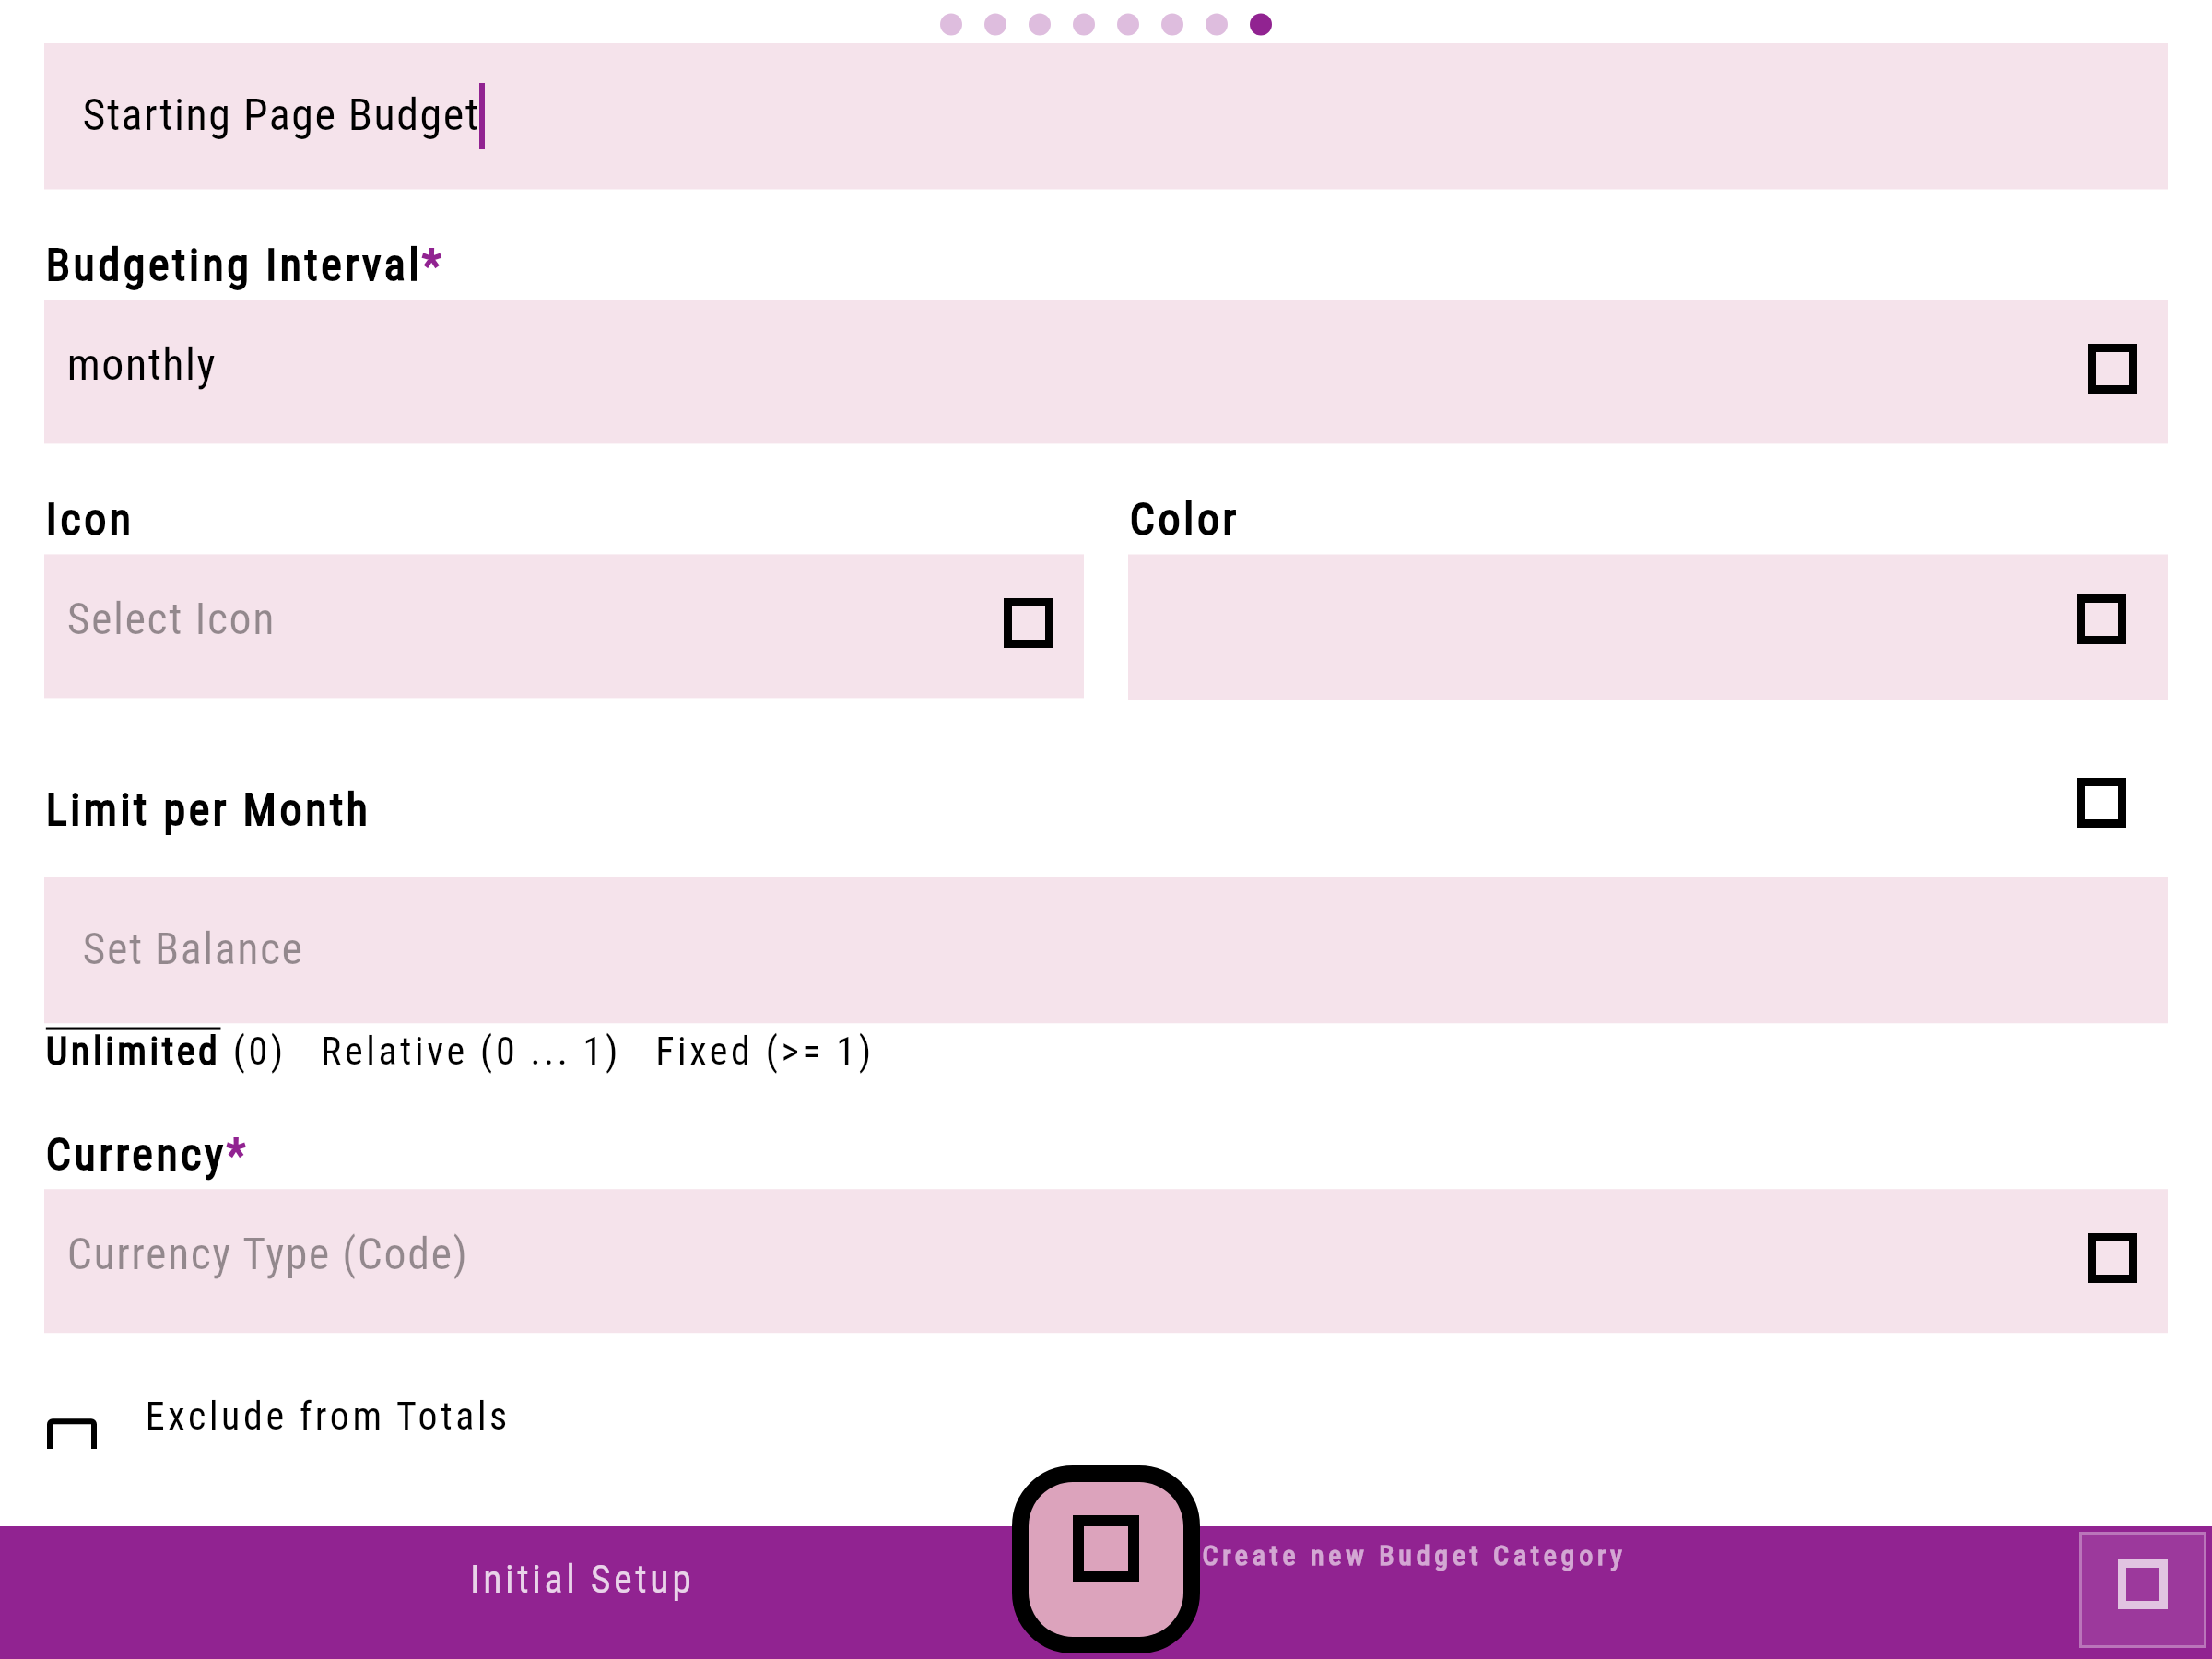 Starting Page Budget
Budgeting Interval*
monthly
Icon
Color
Select Icon
Limit per Month
Set Balance
Unlimited (0) Relative (0 ... 1) Fixed (>= 1)
Currency*
Currency Type (Code)
Exclude from Totals
Initial Setup
Create new Budget Category